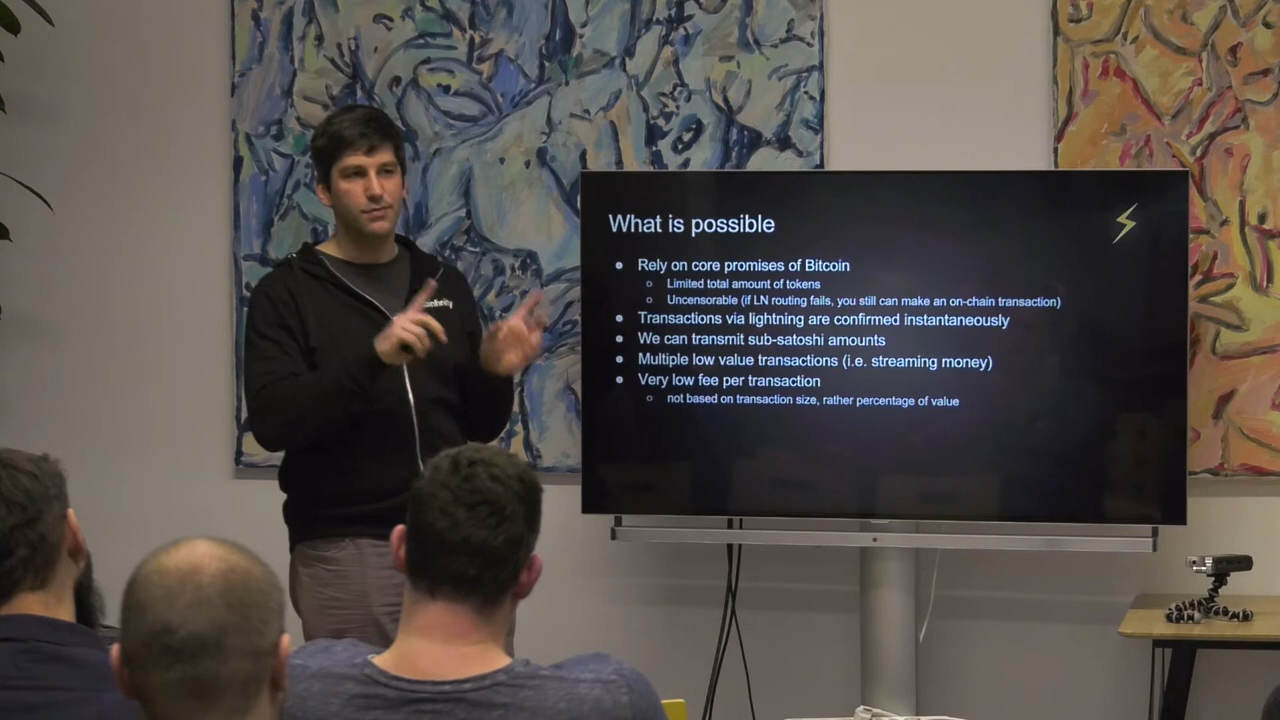 What is possible
Rely on core promises of Bitcoin
Limited total amount of tokens
Uncensorable (if LN routing fails, you still can make an on-chain transaction)
Transactions via lightning are confirmed instantaneously
We can transmit sub-satoshi amounts
Multiple low value transactions (i.e. streaming money)
Very low fee per transaction
not based on transaction size, rather percentage of value